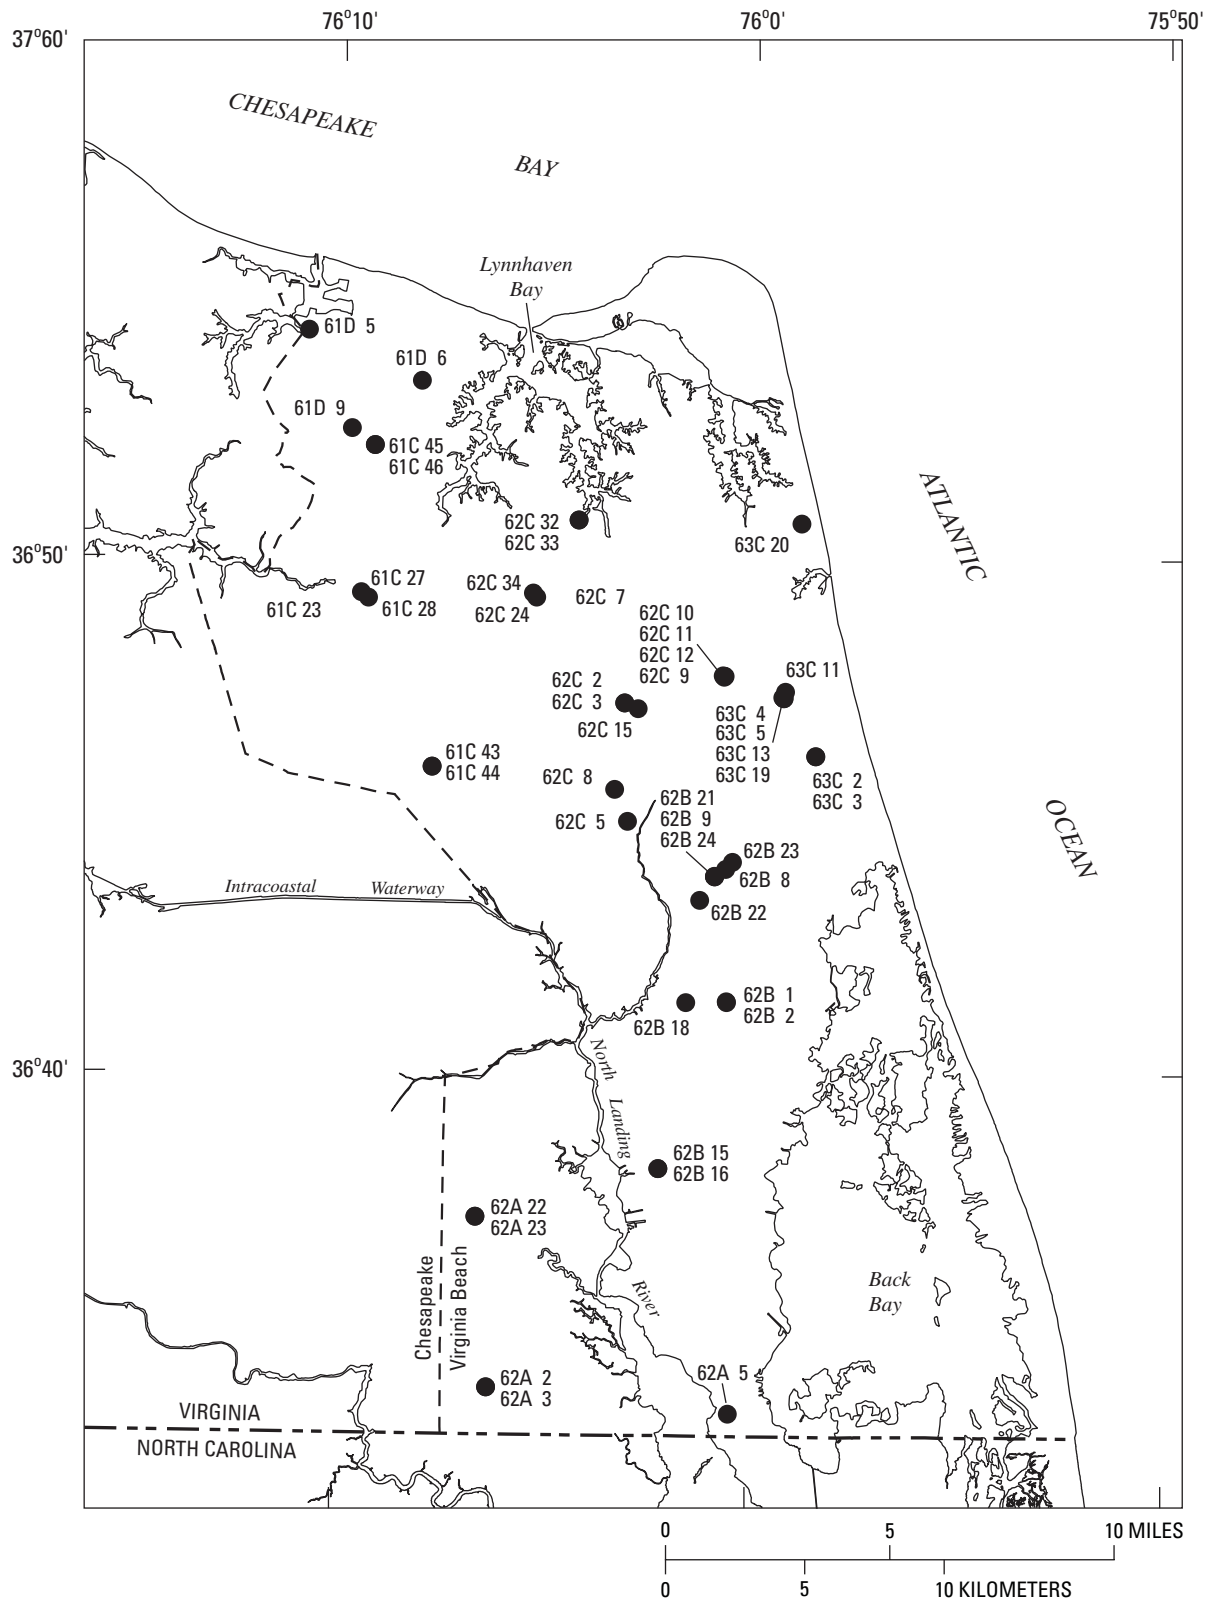 76°10'
76°0'
75°50'
37°60'
CHESAPEAKE
BAY
Lynnhaven
Bay
61D 5
61D 6
61D 9
61C 45
61C 46
ATLANTIC
62C 32
62C 33
63C 20
36°50'
61C 27
61C 23
61C 28
62C 34
62C 24
62C 7
62C 10
62C 11
62C 12
62C 9
62C 2
62C 3
62C 15
63C 11
63C 4
63C 5
63C 13
63C 19
61C 43
61C 44
62C 8
63C 2
63C 3
OCEAN
62C 5
62B 21
62B 9
62B 24
62B 23
62B 8
62B 22
Intracoastal Waterway
62B 1
62B 2
62B 18
36°40'
North
Landing
River
62B 15
62B 16
62A 22
62A 23
Chesapeake
Virginia Beach
Back
Bay
62A 2
62A 3
62A 5
VIRGINIA
NORTH CAROLINA
0 5 10 MILES
0 5 10 KILOMETERS